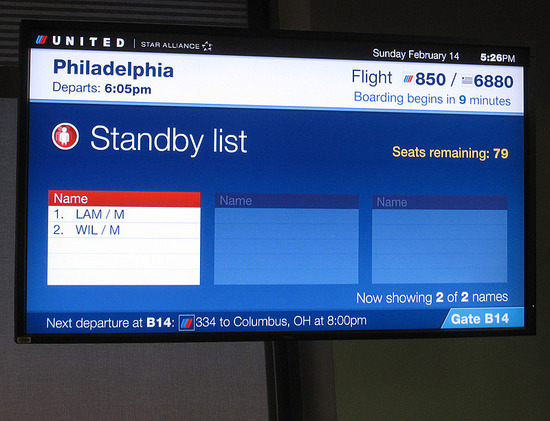 UNITED | STAR ALLIANCE
Sunday February 14 5:26PM
Philadelphia
Departs: 6:05pm
Flight 850 / 6880
Boarding begins in 9 minutes
Standby list
Seats remaining: 79
Name
1. LAM / M
2. WIL / M
Name
Name
Now showing 2 of 2 names
Next departure at B14: 334 to Columbus, OH at 8:00pm
Gate B14